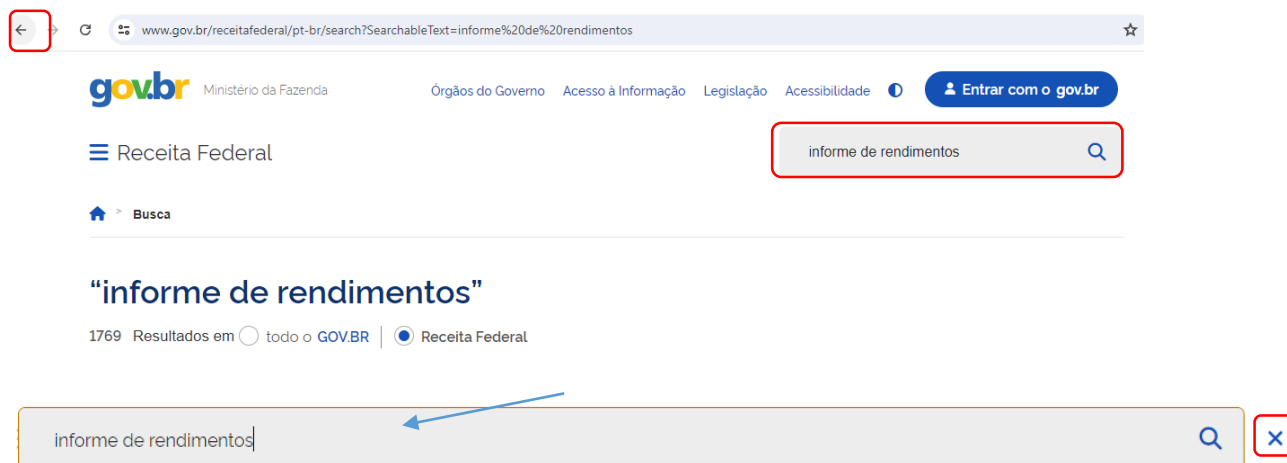 www.gov.br/receitafederal/pt-br/search?SearchableText=informe%20de%20rendimentos
gov.br Ministério da Fazenda Órgãos do Governo Acesso à Informação Legislação Acessibilidade Entrar com o gov.br
Receita Federal informe de rendimentos
> Busca
“informe de rendimentos”
1769 Resultados em todo o GOV.BR Receita Federal
informe de rendimentos